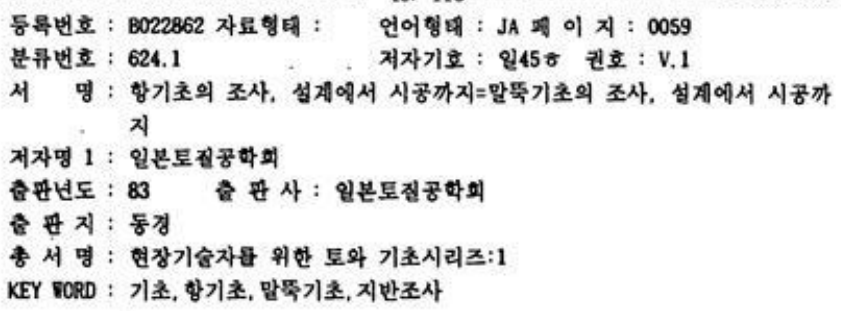 등록번호 : B022862 자료형태 : 언어형태 : JA 페 이 지 : 0059
분류번호 : 624.1 저자기호 : 일45ㅎ 권호 : V.1
서 명 : 항기초의 조사, 설계에서 시공까지=말뚝기초의 조사, 설계에서 시공까
지
저자명 1 : 일본토질공학회
출판년도 : 83 출 판 사 : 일본토질공학회
출 판 지 : 동경
총 서 명 : 현장기술자를 위한 토와 기초시리즈:1
KEY WORD : 기초, 항기초, 말뚝기초, 지반조사